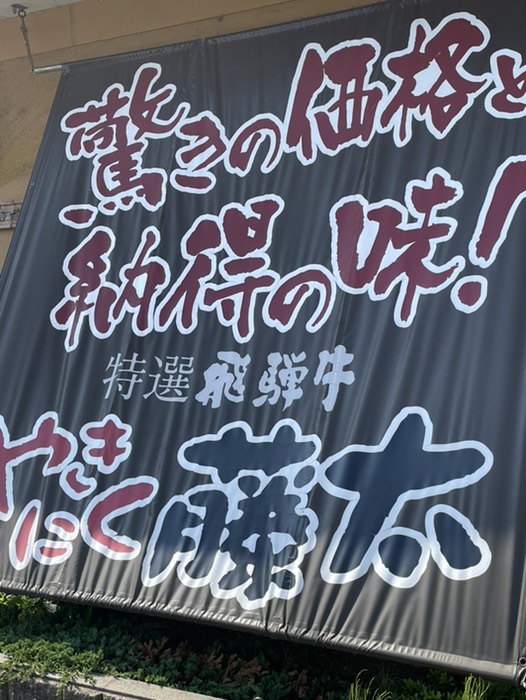 驚きの価格と
納得の味!
特選 飛騨牛
やきにく 藤太